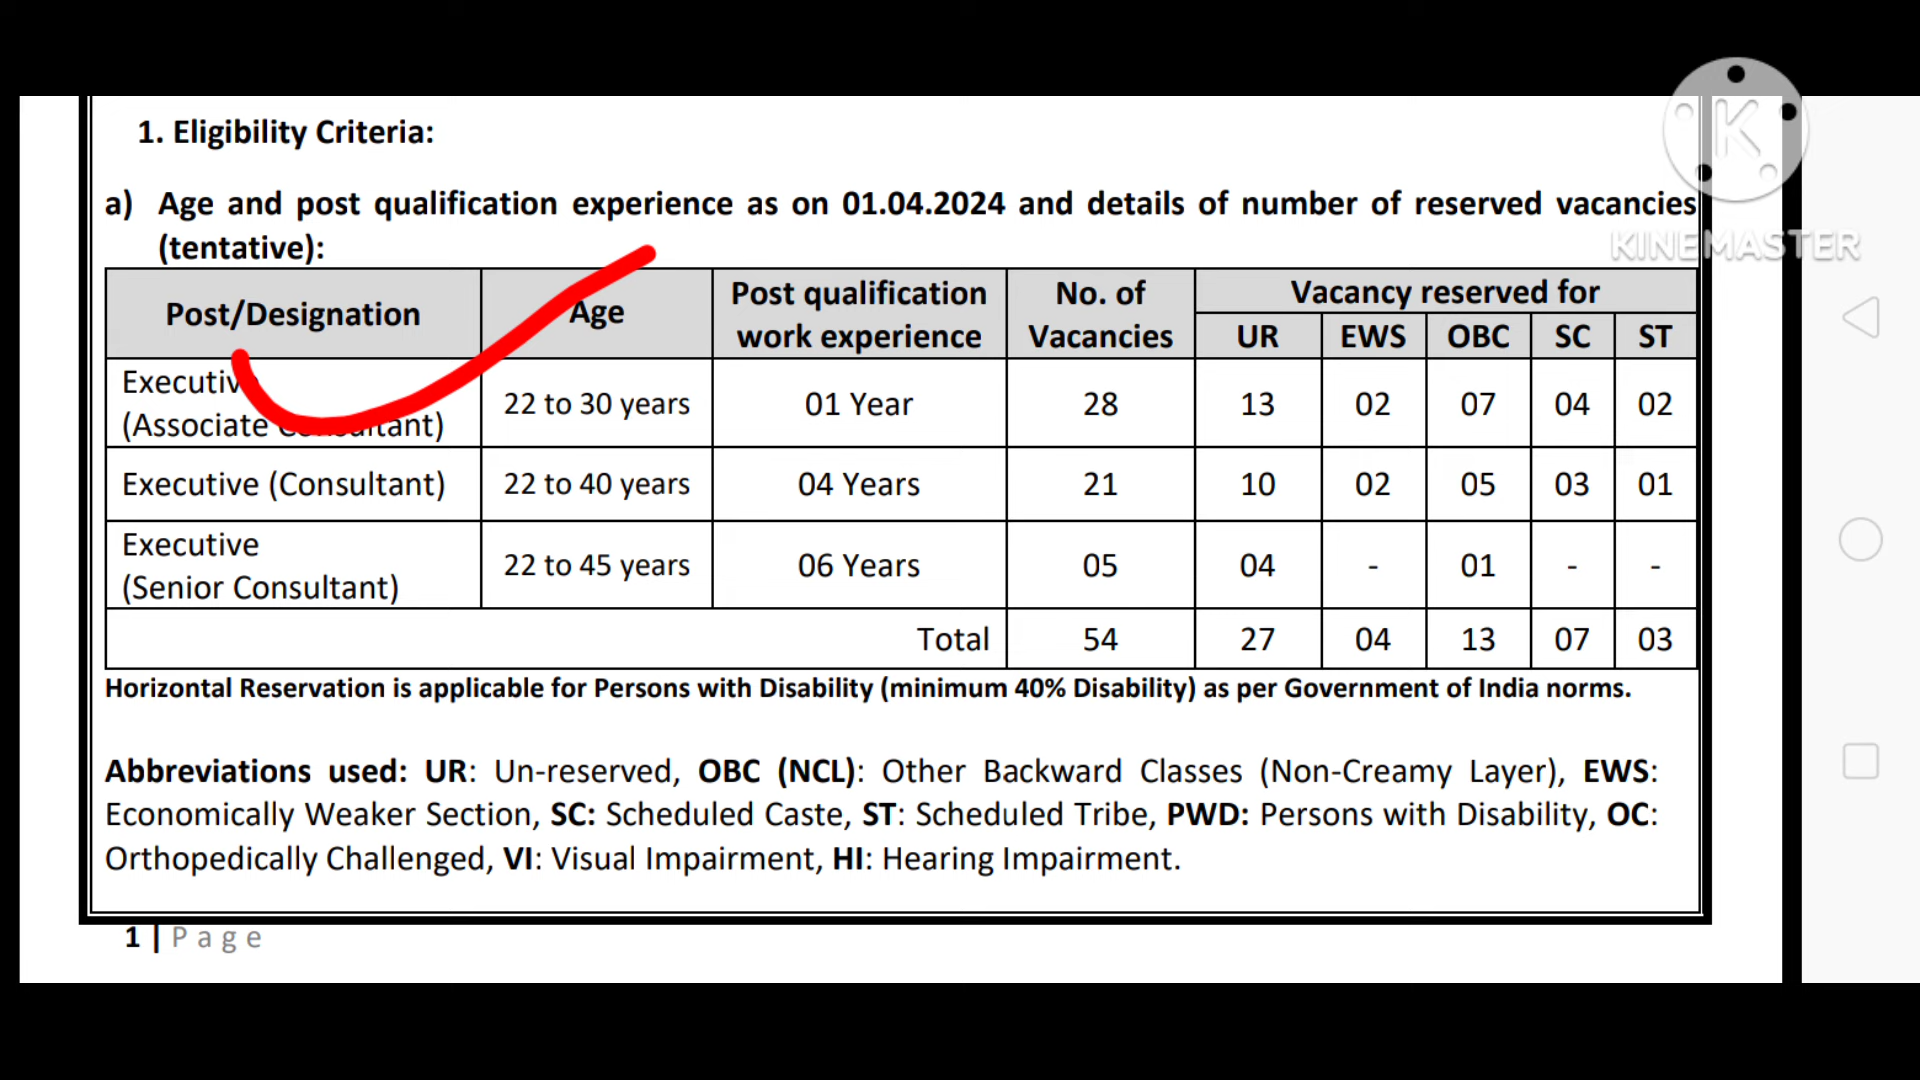 1. Eligibility Criteria:
a) Age and post qualification experience as on 01.04.2024 and details of number of reserved vacancies
(tentative):
Post/Designation Age Post qualification work experience No. of Vacancies Vacancy reserved for
UR EWS OBC SC ST
Executive
(Associate Consultant) 22 to 30 years 01 Year 28 13 02 07 04 02
Executive (Consultant) 22 to 40 years 04 Years 21 10 02 05 03 01
Executive
(Senior Consultant) 22 to 45 years 06 Years 05 04 - 01 - -
Total 54 27 04 13 07 03
Horizontal Reservation is applicable for Persons with Disability (minimum 40% Disability) as per Government of India norms.
Abbreviations used: UR: Un-reserved, OBC (NCL): Other Backward Classes (Non-Creamy Layer), EWS:
Economically Weaker Section, SC: Scheduled Caste, ST: Scheduled Tribe, PWD: Persons with Disability, OC:
Orthopedically Challenged, VI: Visual Impairment, HI: Hearing Impairment.
1 | Page
K
KINEMASTER